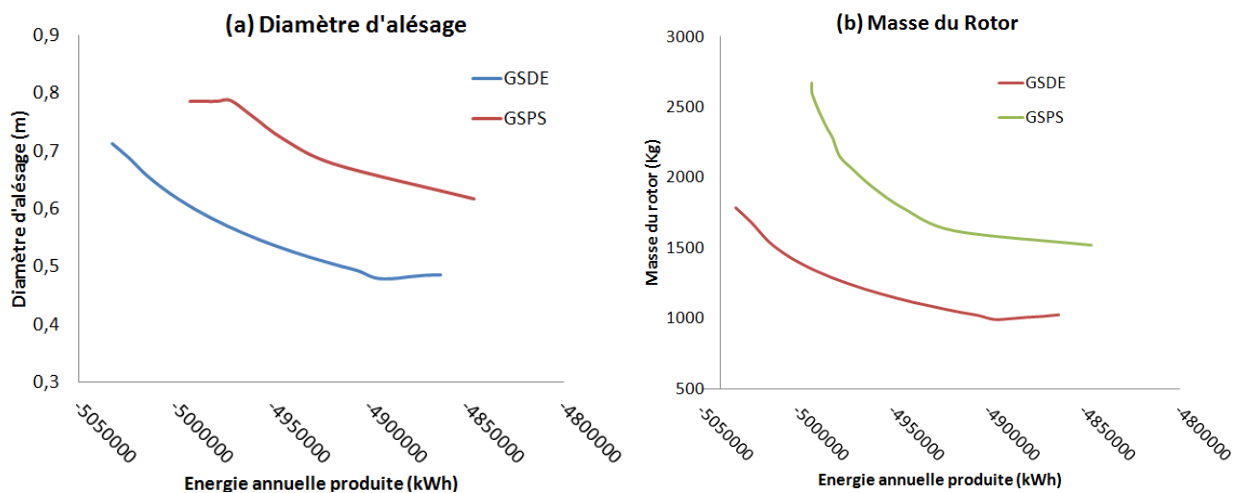 (a) Diamètre d'alésage
Diamètre d'alésage (m)
0,9
0,8
0,7
0,6
0,5
0,4
0,3
GSDE
GSPS
-5050000
-5000000
-4950000
-4900000
-4850000
-4800000
Energie annuelle produite (kWh)
(b) Masse du Rotor
Masse du rotor (Kg)
3000
2500
2000
1500
1000
500
GSDE
GSPS
-5050000
-5000000
-4950000
-4900000
-4850000
-4800000
Energie annuelle produite (kWh)